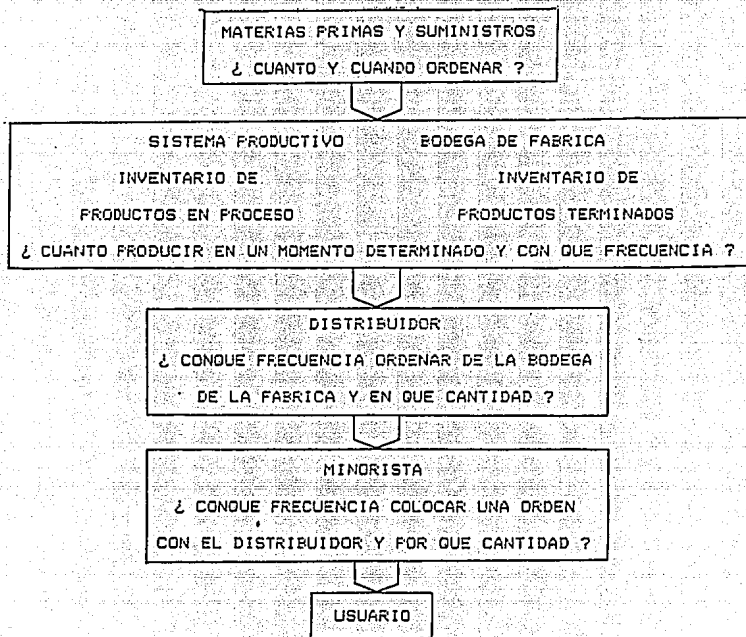 MATERIAS PRIMAS Y SUMINISTROS
¿ CUANTO Y CUANDO ORDENAR ?
SISTEMA PRODUCTIVO BODEGA DE FABRICA
INVENTARIO DE INVENTARIO DE
PRODUCTOS EN PROCESO PRODUCTOS TERMINADOS
¿ CUANTO PRODUCIR EN UN MOMENTO DETERMINADO Y CON QUE FRECUENCIA ?
DISTRIBUIDOR
¿ CONQUE FRECUENCIA ORDENAR DE LA BODEGA
DE LA FABRICA Y EN QUE CANTIDAD ?
MINORISTA
¿ CONQUE FRECUENCIA COLOCAR UNA ORDEN
CON EL DISTRIBUIDOR Y POR QUE CANTIDAD ?
USUARIO